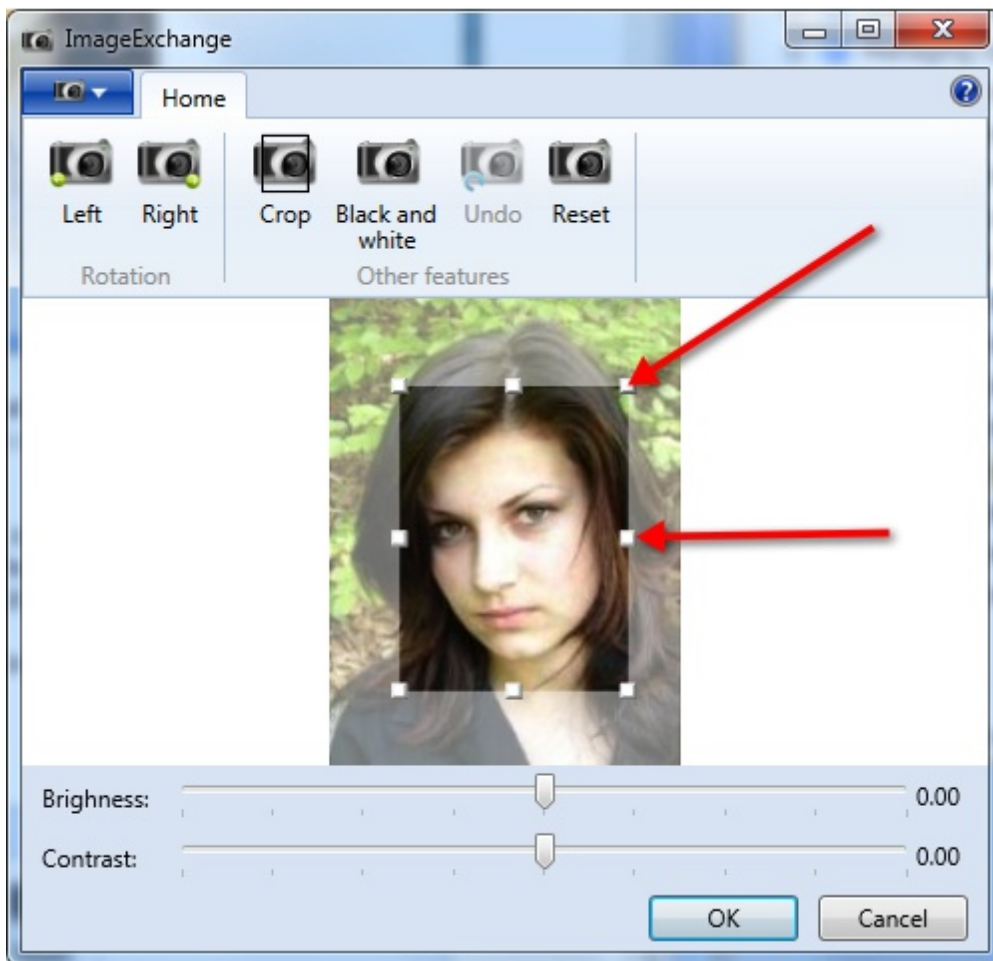 ImageExchange
Home
Left Right Crop Black and white Undo Reset
Rotation Other features
Brighness: 0.00
Contrast: 0.00
OK Cancel